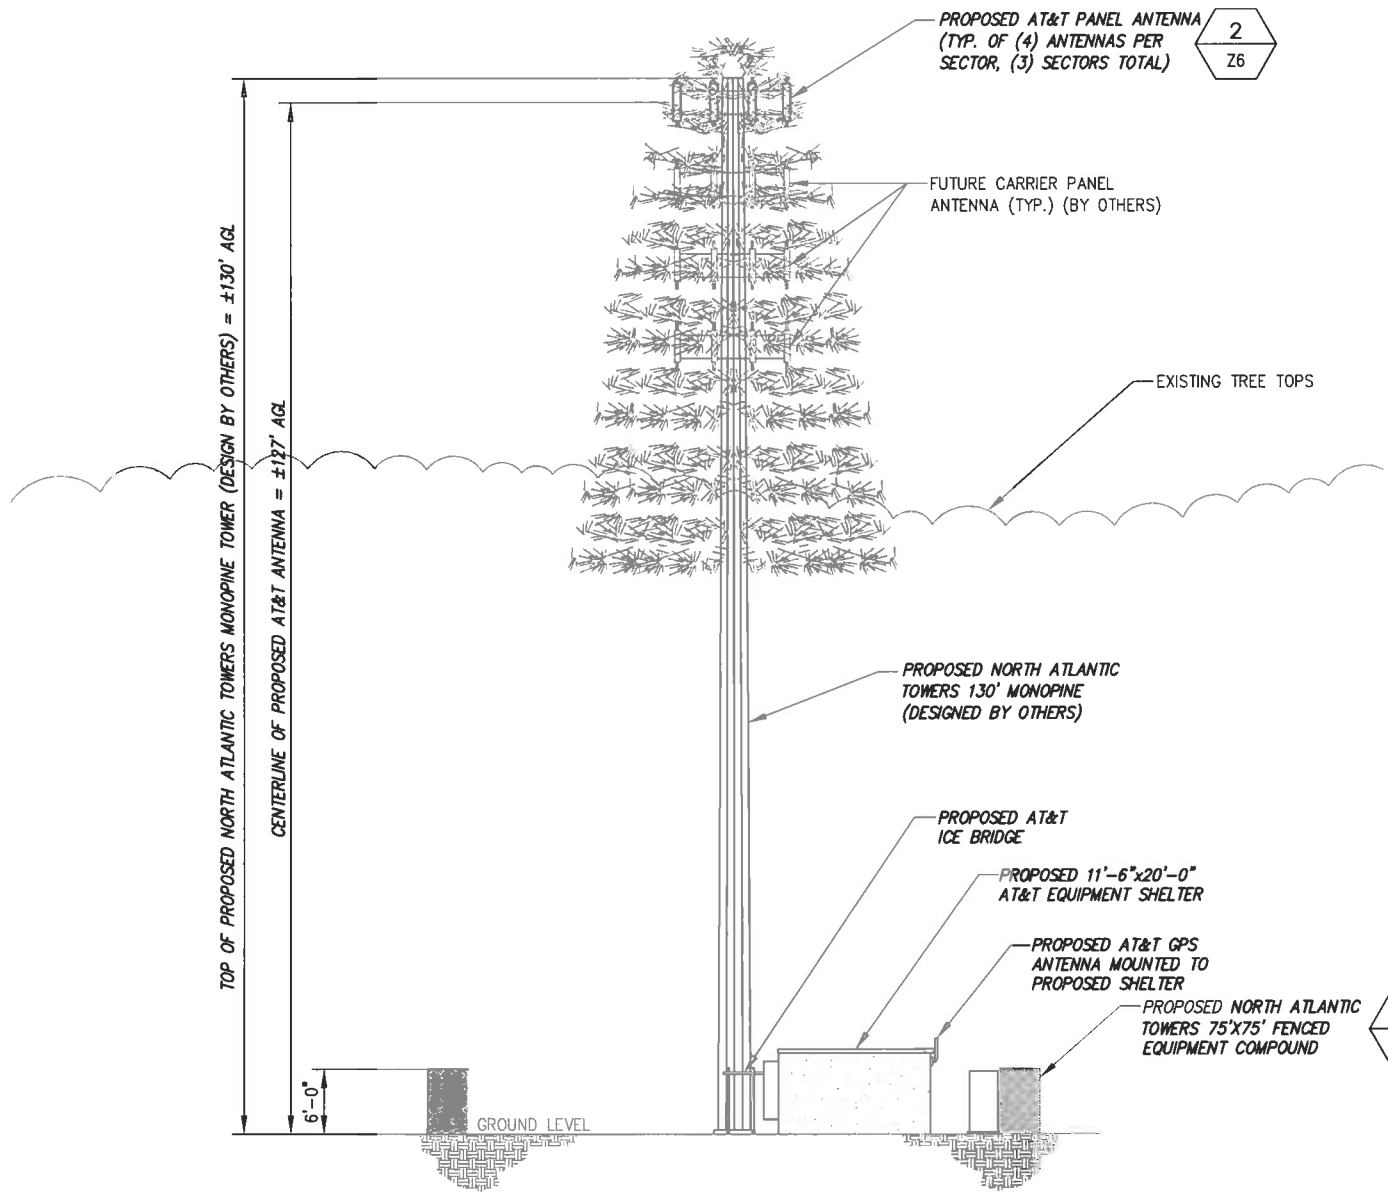 PROPOSED AT&T PANEL ANTENNA
(TYP. OF (4) ANTENNAS PER
SECTOR, (3) SECTORS TOTAL)
2
Z6
FUTURE CARRIER PANEL
ANTENNA (TYP.) (BY OTHERS)
TOP OF PROPOSED NORTH ATLANTIC TOWERS MONOPINE TOWER (DESIGN BY OTHERS) = ±130' AGL
CENTERLINE OF PROPOSED AT&T ANTENNA = ±127' AGL
EXISTING TREE TOPS
PROPOSED NORTH ATLANTIC
TOWERS 130' MONOPINE
(DESIGNED BY OTHERS)
PROPOSED AT&T
ICE BRIDGE
PROPOSED 11'-6"x20'-0"
AT&T EQUIPMENT SHELTER
PROPOSED AT&T GPS
ANTENNA MOUNTED TO
PROPOSED SHELTER
PROPOSED NORTH ATLANTIC
TOWERS 75'X75' FENCED
EQUIPMENT COMPOUND
6'-0"
GROUND LEVEL